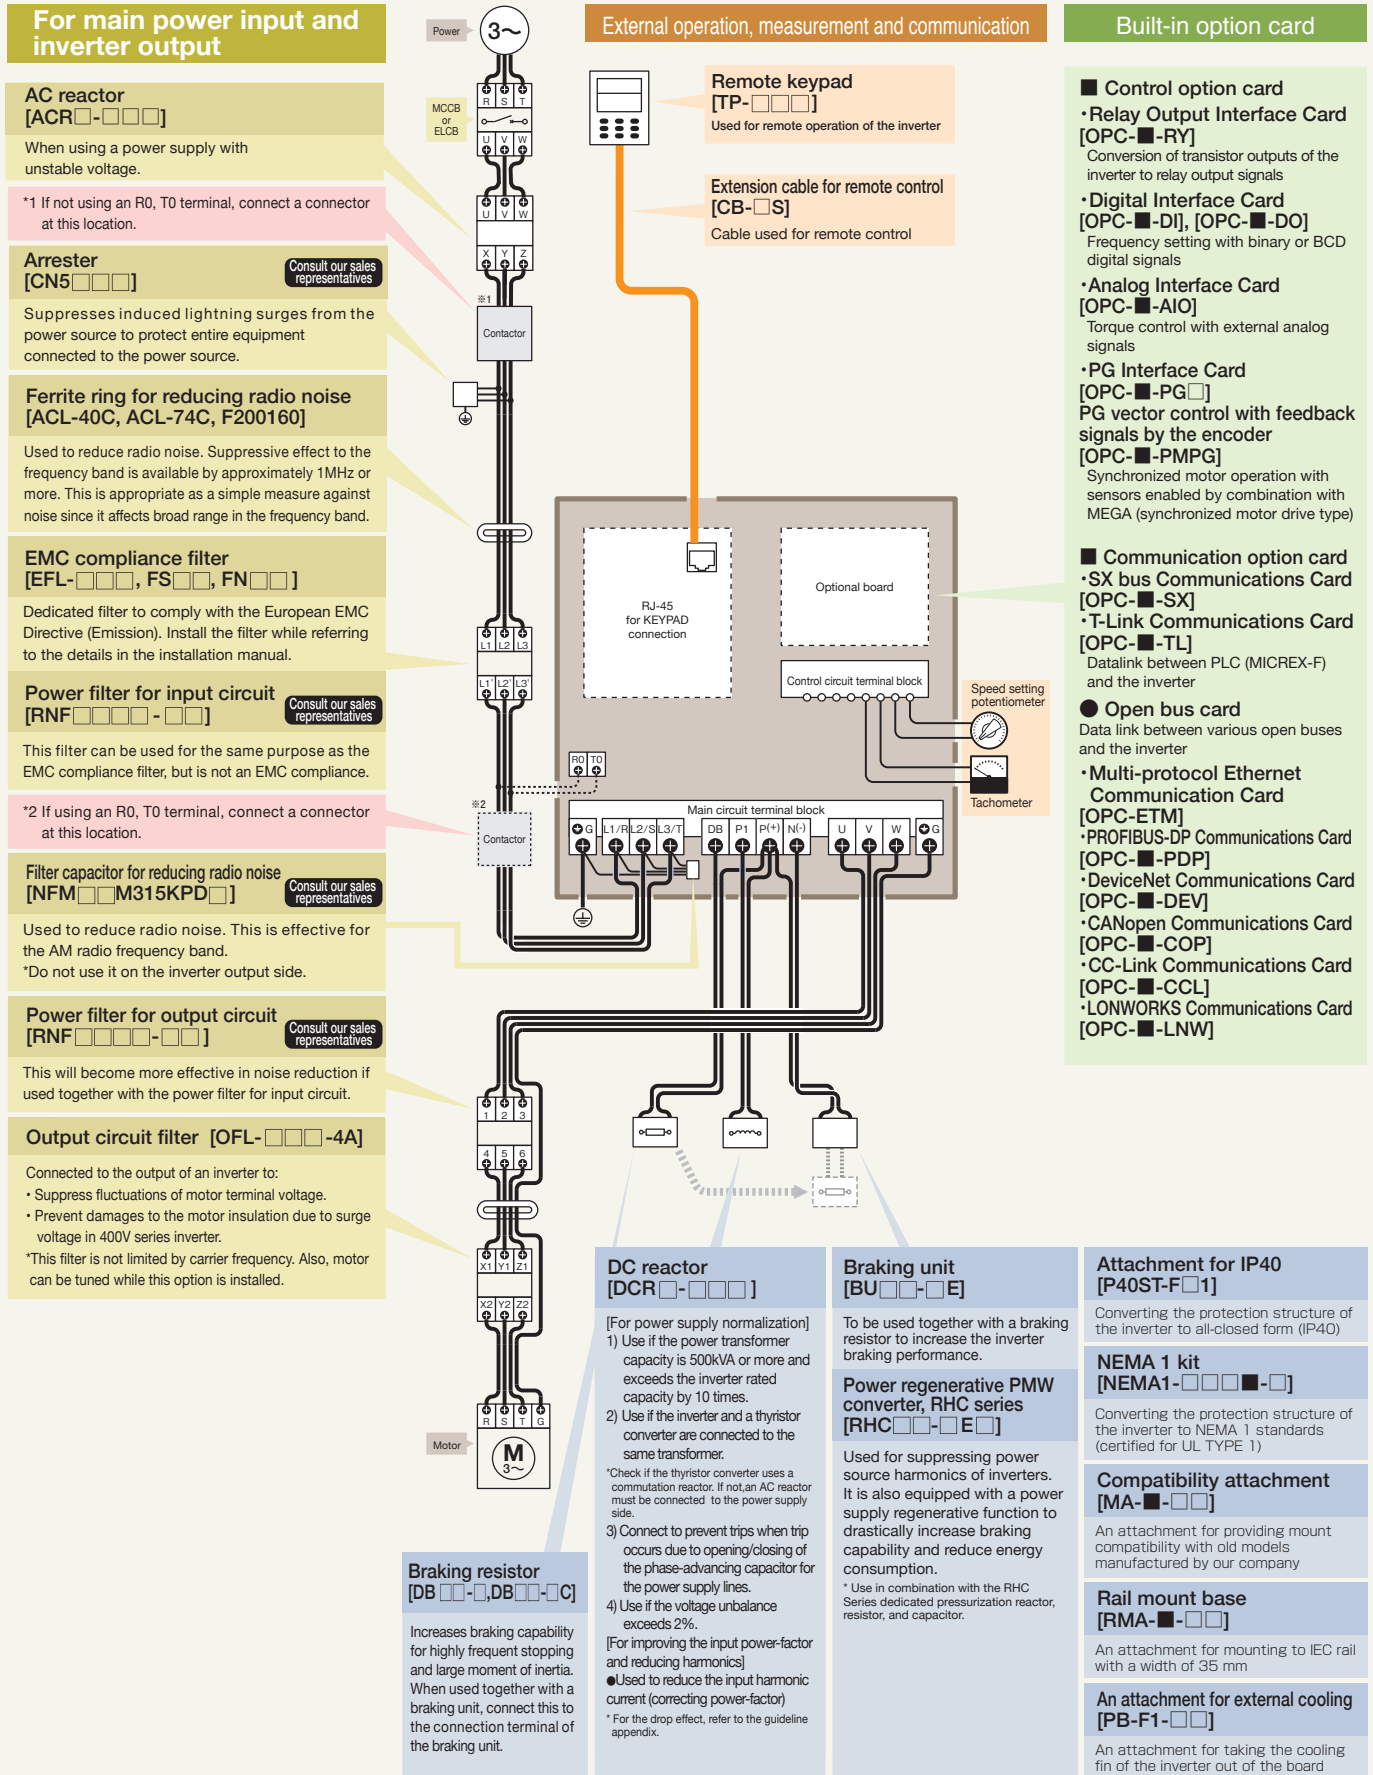 For main power input and
inverter output
AC reactor
[ACR□-□□□]
When using a power supply with
unstable voltage.
*1 If not using an R0, T0 terminal, connect a connector
at this location.
Arrester
[CN5□□□]
Consult our sales
representatives
Suppresses induced lightning surges from the
power source to protect entire equipment
connected to the power source.
Ferrite ring for reducing radio noise
[ACL-40C, ACL-74C, F200160]
Used to reduce radio noise. Suppressive effect to the
frequency band is available by approximately 1MHz or
more. This is appropriate as a simple measure against
noise since it affects broad range in the frequency band.
EMC compliance filter
[EFL-□□□, FS□□, FN□□ ]
Dedicated filter to comply with the European EMC
Directive (Emission). Install the filter while referring
to the details in the installation manual.
Power filter for input circuit
[RNF□□□□ - □□]
Consult our sales
representatives
This filter can be used for the same purpose as the
EMC compliance filter, but is not an EMC compliance.
*2 If using an R0, T0 terminal, connect a connector
at this location.
Filter capacitor for reducing radio noise
[NFM□□M315KPD□ ]
Consult our sales
representatives
Used to reduce radio noise. This is effective for
the AM radio frequency band.
*Do not use it on the inverter output side.
Power filter for output circuit
[RNF□□□□-□□ ]
Consult our sales
representatives
This will become more effective in noise reduction if
used together with the power filter for input circuit.
Output circuit filter [OFL-□□□-4A]
Connected to the output of an inverter to:
• Suppress fluctuations of motor terminal voltage.
• Prevent damages to the motor insulation due to surge
voltage in 400V series inverter.
*This filter is not limited by carrier frequency. Also, motor
can be tuned while this option is installed.
Power
3~
R S T
MCCB
or
ELCB
U V W
U V W
X Y Z
※1
Contactor
L1 L2 L3
L1' L2' L3'
※2
Contactor
1 2 3
4 5 6
X1 Y1 Z1
X2 Y2 Z2
R S T G
Motor
M
3~
External operation, measurement and communication
Remote keypad
[TP-□□□]
Used for remote operation of the inverter
Extension cable for remote control
[CB-□S]
Cable used for remote control
RJ-45
for KEYPAD
connection
Optional board
Control circuit terminal block
Speed setting
potentiometer
Tachometer
R0 T0
Main circuit terminal block
G L1/R L2/S L3/T DB P1 P(+) N(-) U V W G
Built-in option card
■ Control option card
・Relay Output Interface Card
[OPC-■-RY]
Conversion of transistor outputs of the
inverter to relay output signals
・Digital Interface Card
[OPC-■-DI], [OPC-■-DO]
Frequency setting with binary or BCD
digital signals
・Analog Interface Card
[OPC-■-AIO]
Torque control with external analog
signals
・PG Interface Card
[OPC-■-PG□]
PG vector control with feedback
signals by the encoder
[OPC-■-PMPG]
Synchronized motor operation with
sensors enabled by combination with
MEGA (synchronized motor drive type)
■ Communication option card
・SX bus Communications Card
[OPC-■-SX]
・T-Link Communications Card
[OPC-■-TL]
Datalink between PLC (MICREX-F)
and the inverter
● Open bus card
Data link between various open buses
and the inverter
・Multi-protocol Ethernet
Communication Card
[OPC-ETM]
・PROFIBUS-DP Communications Card
[OPC-■-PDP]
・DeviceNet Communications Card
[OPC-■-DEV]
・CANopen Communications Card
[OPC-■-COP]
・CC-Link Communications Card
[OPC-■-CCL]
・LONWORKS Communications Card
[OPC-■-LNW]
Braking resistor
[DB □□-□,DB□□-□C]
Increases braking capability
for highly frequent stopping
and large moment of inertia.
When used together with a
braking unit, connect this to
the connection terminal of
the braking unit.
DC reactor
[DCR□-□□□ ]
[For power supply normalization]
1) Use if the power transformer
capacity is 500kVA or more and
exceeds the inverter rated
capacity by 10 times.
2) Use if the inverter and a thyristor
converter are connected to the
same transformer.
*Check if the thyristor converter uses a
commutation reactor. If not,an AC reactor
must be connected to the power supply
side.
3) Connect to prevent trips when trip
occurs due to opening/closing of
the phase-advancing capacitor for
the power supply lines.
4) Use if the voltage unbalance
exceeds 2%.
[For improving the input power-factor
and reducing harmonics]
●Used to reduce the input harmonic
current (correcting power-factor)
* For the drop effect, refer to the guideline
appendix.
Braking unit
[BU□□-□E]
To be used together with a braking
resistor to increase the inverter
braking performance.
Power regenerative PMW
converter, RHC series
[RHC□□-□E□]
Used for suppressing power
source harmonics of inverters.
It is also equipped with a power
supply regenerative function to
drastically increase braking
capability and reduce energy
consumption.
* Use in combination with the RHC
Series dedicated pressurization reactor,
resistor, and capacitor.
Attachment for IP40
[P40ST-F□1]
Converting the protection structure of
the inverter to all-closed form (IP40)
NEMA 1 kit
[NEMA1-□□□■-□]
Converting the protection structure of
the inverter to NEMA 1 standards
(certified for UL TYPE 1)
Compatibility attachment
[MA-■-□□]
An attachment for providing mount
compatibility with old models
manufactured by our company
Rail mount base
[RMA-■-□□]
An attachment for mounting to IEC rail
with a width of 35 mm
An attachment for external cooling
[PB-F1-□□]
An attachment for taking the cooling
fin of the inverter out of the board